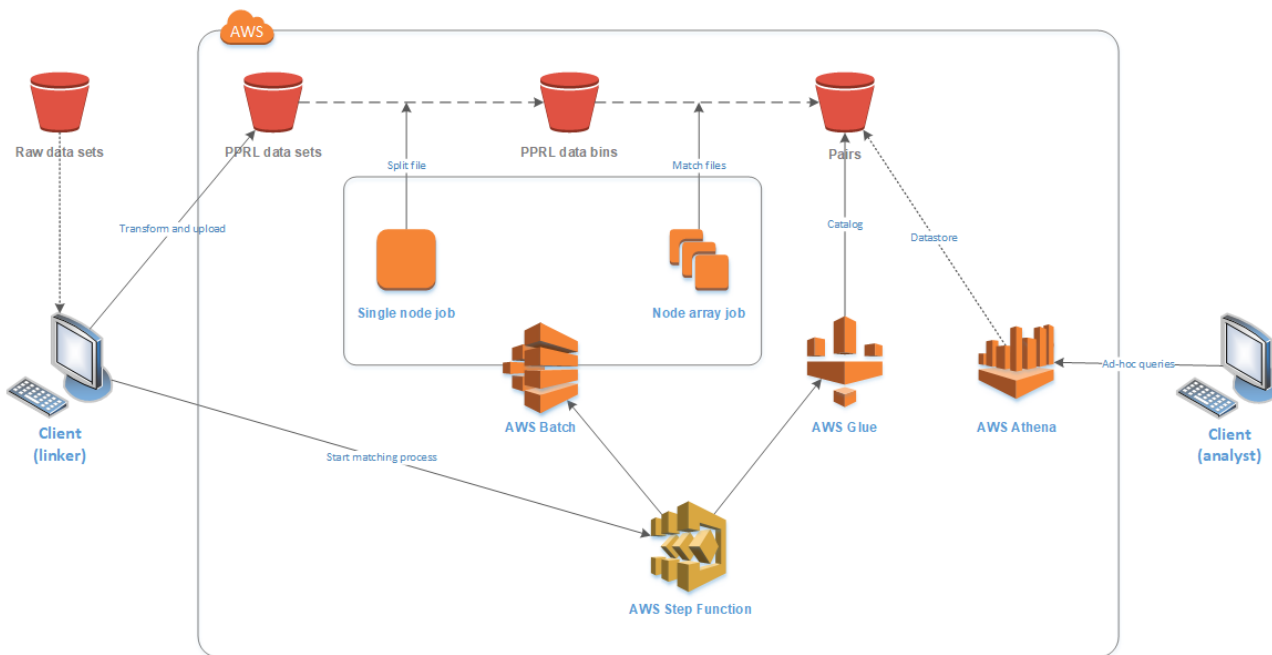 AWS
Raw data sets
PPRL data sets
PPRL data bins
Pairs
Split file
Match files
Transform and upload
Catalog
Datastore
Single node job
Node array job
Ad-hoc queries
AWS Batch
AWS Glue
AWS Athena
Client
(linker)
Client
(analyst)
Start matching process
AWS Step Function